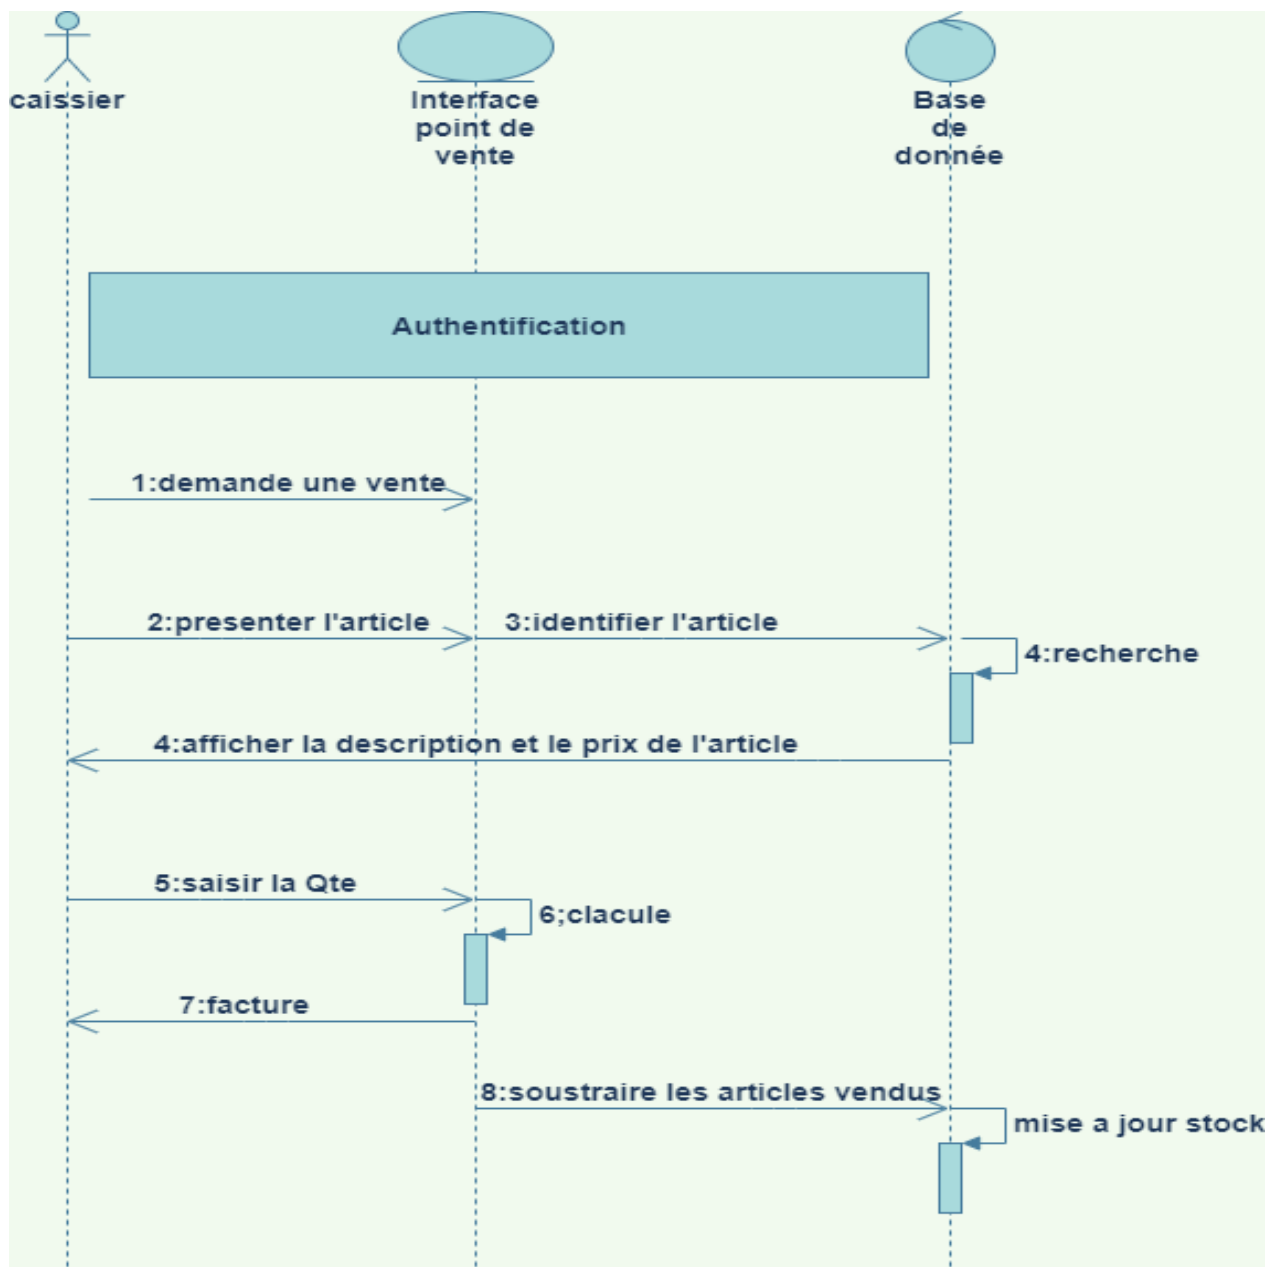 caissier
Interface
point de
vente
Base
de
donnée
Authentification
1:demande une vente
2:presenter l'article
3:identifier l'article
4:recherche
4:afficher la description et le prix de l'article
5:saisir la Qte
6;clacule
7:facture
8:soustraire les articles vendus
mise a jour stock